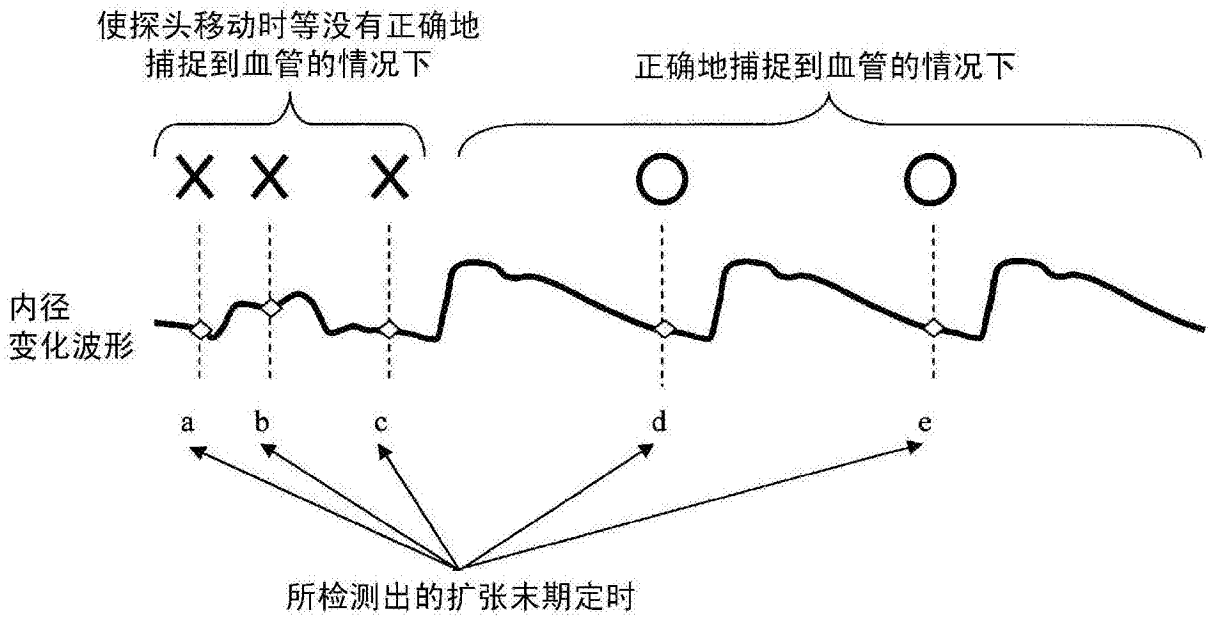 使探头移动时等没有正确地
捕捉到血管的情况下
正确地捕捉到血管的情况下
内径
变化波形
a b c d e
所检测出的扩张末期定时